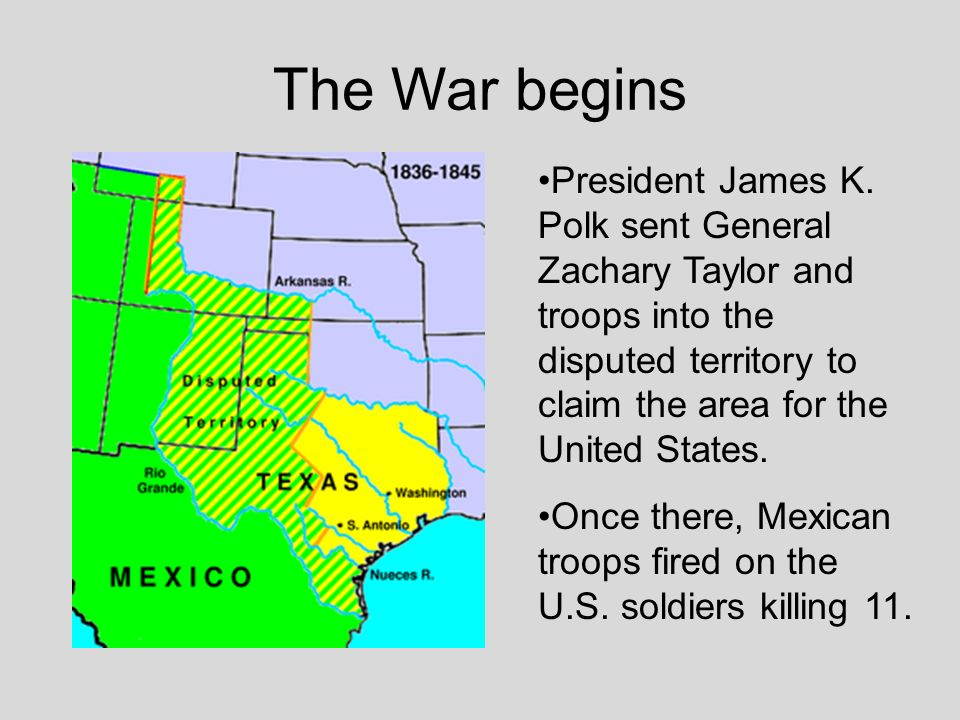 The War begins
1836-1845
Arkansas R.
Disputed
Territory
Rio
Grande
TEXAS
Washington
S. Antonio
MEXICO
Nueces R.
•President James K.
Polk sent General
Zachary Taylor and
troops into the
disputed territory to
claim the area for the
United States.
•Once there, Mexican
troops fired on the
U.S. soldiers killing 11.